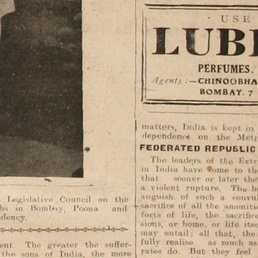 Legislative Council on the
hs in Bombay, Poona and
dency.
ent. The greater the suffer-
the sons of India, the more
USE
LUB
PERFUMES.
Agents :—CHINOOBHA
BOMBAY. 7
matters, India is kept in
dependence on the Metr
FEDERATED REPUBLIC
The leaders of the Extr
in India have come to the
that sooner or later the
a violent rupture. The h
anguish of such a convul
sacrifice of all the amenitie
forts of life, the sacrifi
sions, or home, or life itse
may entail; all that, the
fully realise as much as
rates do. But they feel